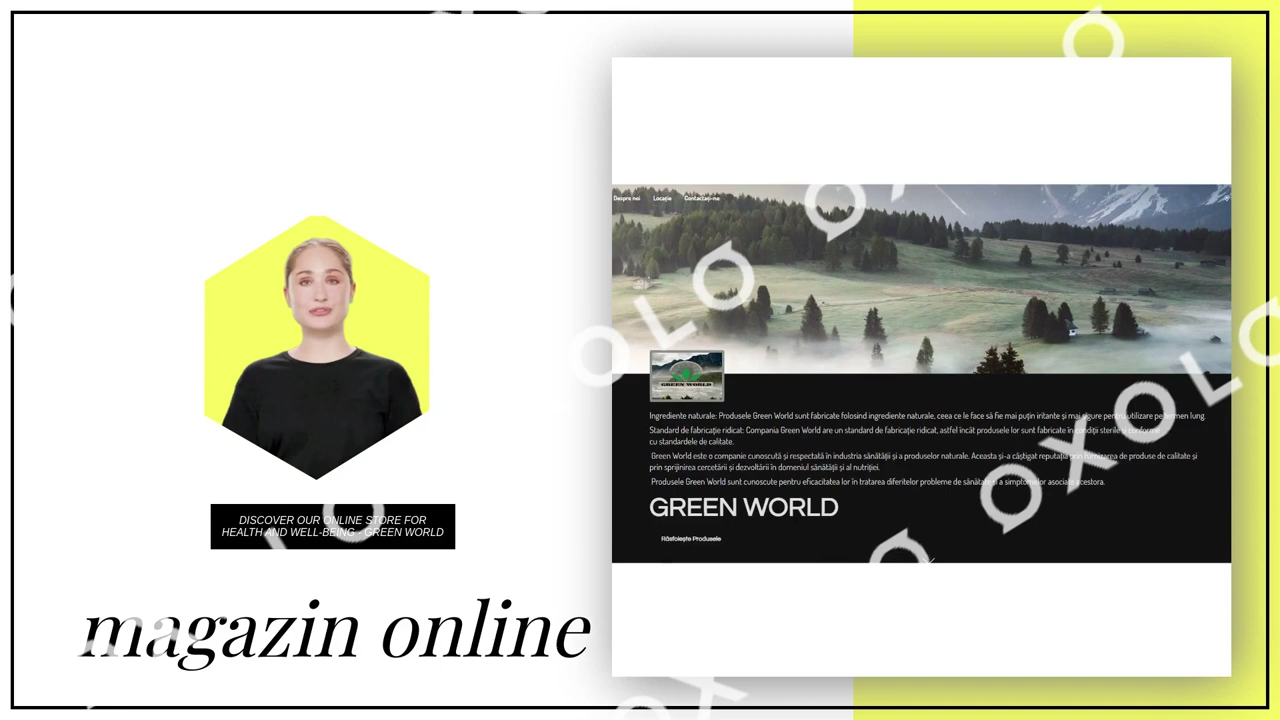 DISCOVER OUR ONLINE STORE FOR
HEALTH AND WELL-BEING - GREEN WORLD
magazin online
Despre noi Locație Contactați-ne
GREEN WORLD
Ingrediente naturale: Produsele Green World sunt fabricate folosind ingrediente naturale, ceea ce le face să fie mai puțin iritante și mai sigure pentru utilizare pe termen lung.
Standard de fabricație ridicat: Compania Green World are un standard de fabricație ridicat, astfel încât produsele lor sunt fabricate în condiții sterile și conforme
cu standardele de calitate.
Green World este o companie cunoscută și respectată în industria sănătății și a produselor naturale. Aceasta și-a câștigat reputația prin furnizarea de produse de calitate și
prin sprijinirea cercetării și dezvoltării în domeniul sănătății și al nutriției.
Produsele Green World sunt cunoscute pentru eficacitatea lor în tratarea diferitelor probleme de sănătate și a simptomelor asociate acestora.
GREEN WORLD
Răsfoiește Produsele
OXOLO
OXOLO